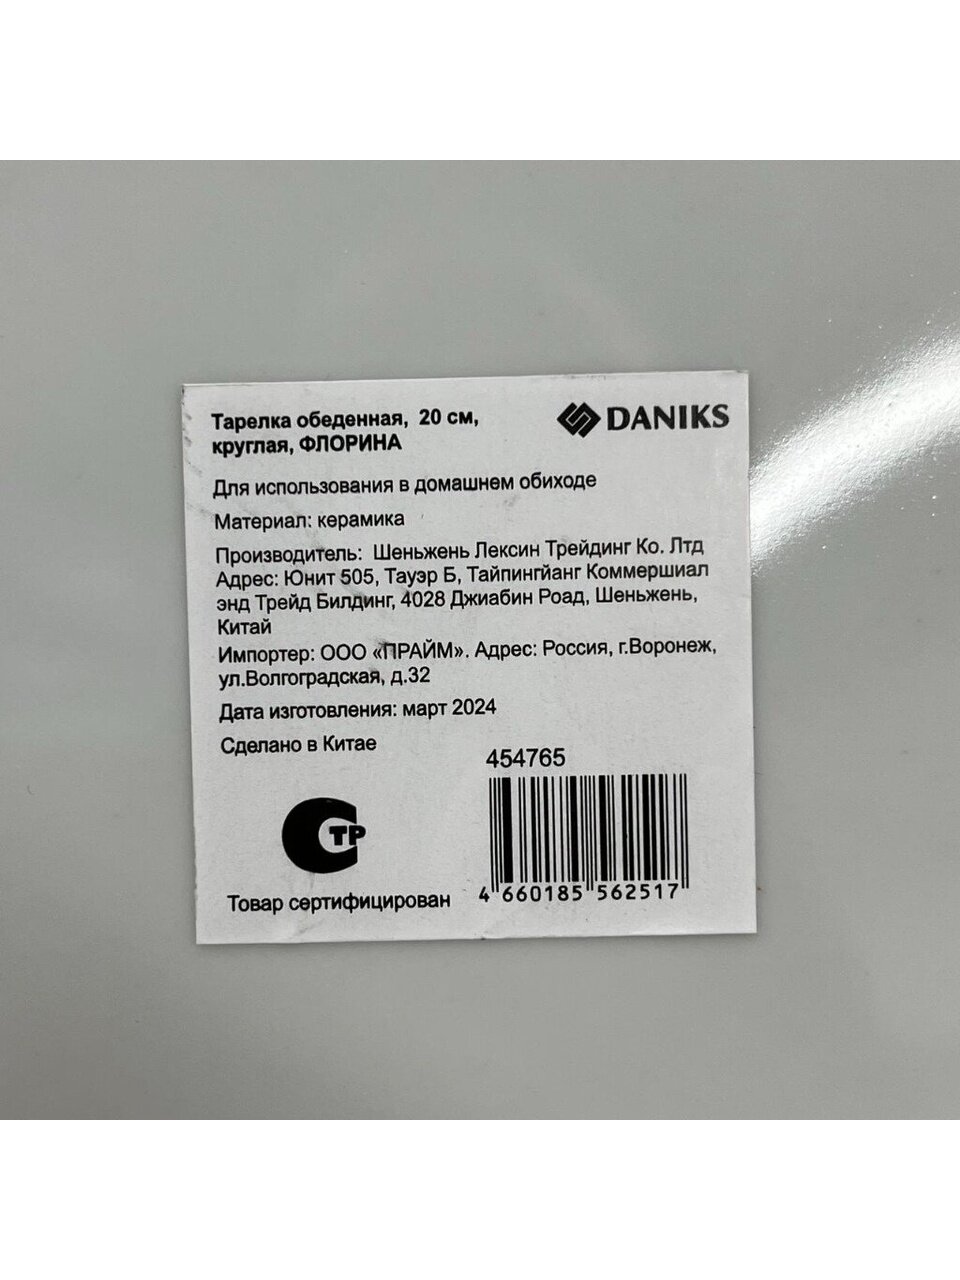 Тарелка обеденная, 20 см,
круглая, ФЛОРИНА
DANIKS
Для использования в домашнем обиходе
Материал: керамика
Производитель: Шеньжень Лексин Трейдинг Ко. Лтд
Адрес: Юнит 505, Тауэр Б, Тайпингйанг Коммершиал
энд Трейд Билдинг, 4028 Джиабин Роад, Шеньжень,
Китай
Импортер: ООО «ПРАЙМ». Адрес: Россия, г.Воронеж,
ул.Волгоградская, д.32
Дата изготовления: март 2024
Сделано в Китае
454765
ТР
Товар сертифицирован
4 660185 562517